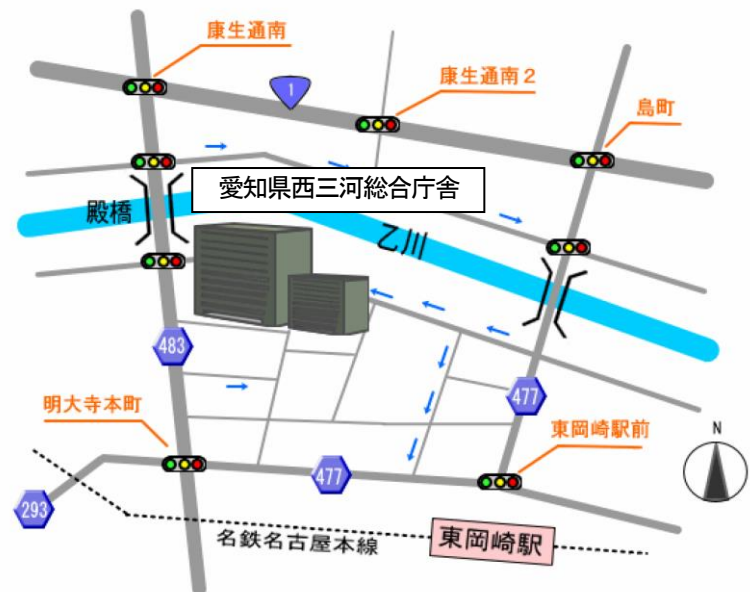 康生通南
1
康生通南2
島町
愛知県西三河総合庁舎
殿橋
乙川
483
477
明大寺本町
東岡崎駅前
N
477
293
名鉄名古屋本線
東岡崎駅